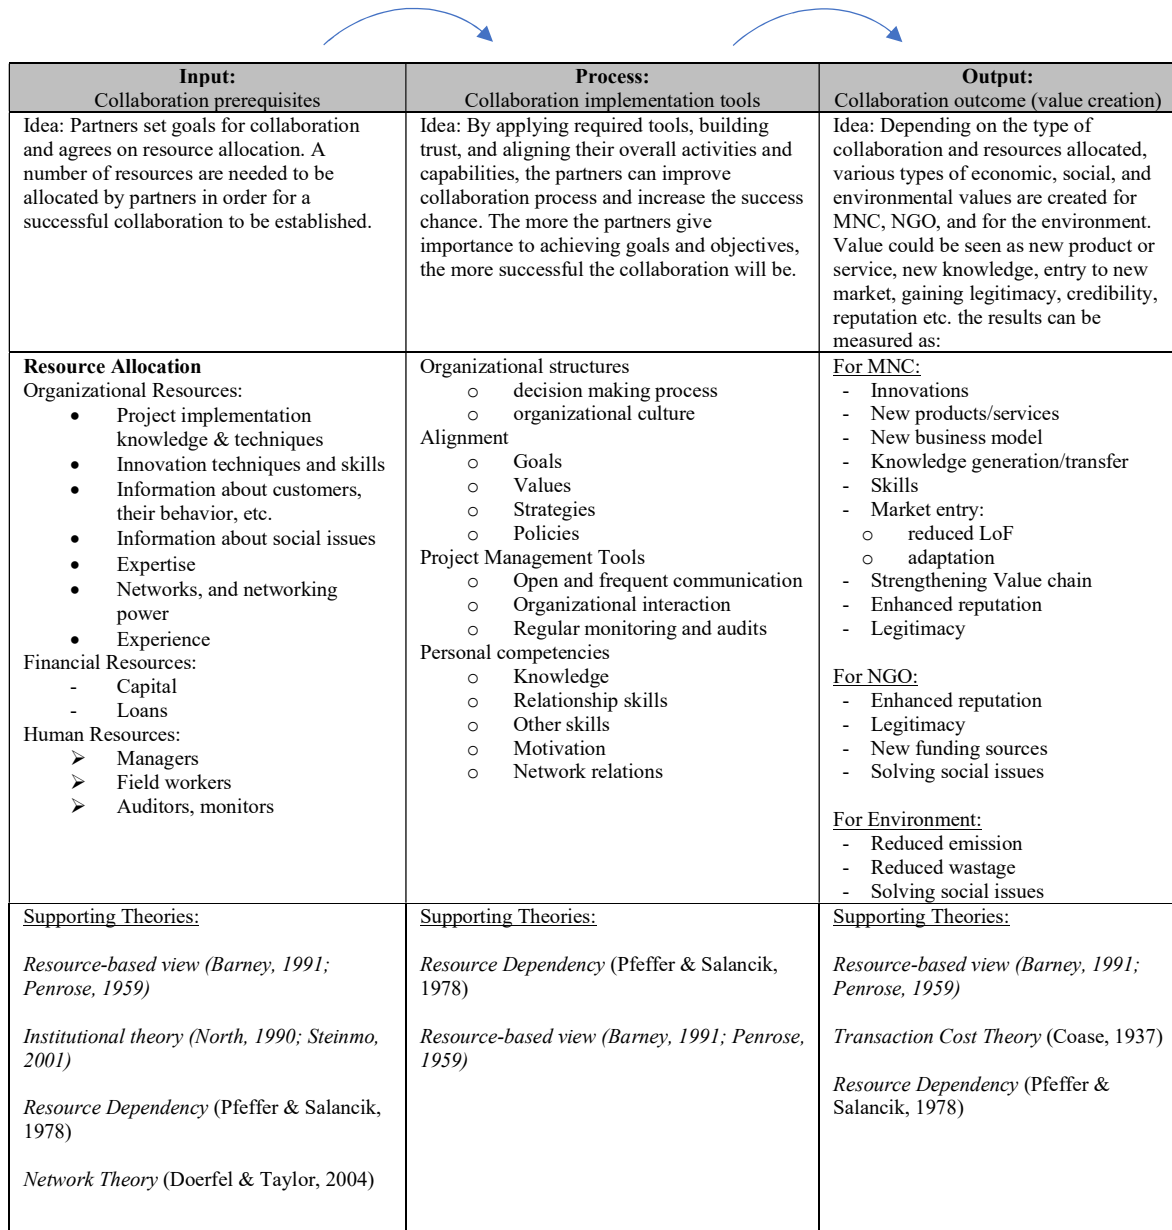 Input:
Collaboration prerequisites
Process:
Collaboration implementation tools
Output:
Collaboration outcome (value creation)
Idea: Partners set goals for collaboration
and agrees on resource allocation. A
number of resources are needed to be
allocated by partners in order for a
successful collaboration to be established.
Idea: By applying required tools, building
trust, and aligning their overall activities and
capabilities, the partners can improve
collaboration process and increase the success
chance. The more the partners give
importance to achieving goals and objectives,
the more successful the collaboration will be.
Idea: Depending on the type of
collaboration and resources allocated,
various types of economic, social, and
environmental values are created for
MNC, NGO, and for the environment.
Value could be seen as new product or
service, new knowledge, entry to new
market, gaining legitimacy, credibility,
reputation etc. the results can be
measured as:
Resource Allocation
Organizational Resources:
• Project implementation
knowledge & techniques
• Innovation techniques and skills
• Information about customers,
their behavior, etc.
• Information about social issues
• Expertise
• Networks, and networking
power
• Experience
Financial Resources:
- Capital
- Loans
Human Resources:
➢ Managers
➢ Field workers
➢ Auditors, monitors
Organizational structures
o decision making process
o organizational culture
Alignment
o Goals
o Values
o Strategies
o Policies
Project Management Tools
o Open and frequent communication
o Organizational interaction
o Regular monitoring and audits
Personal competencies
o Knowledge
o Relationship skills
o Other skills
o Motivation
o Network relations
For MNC:
- Innovations
- New products/services
- New business model
- Knowledge generation/transfer
- Skills
- Market entry:
o reduced LoF
o adaptation
- Strengthening Value chain
- Enhanced reputation
- Legitimacy
For NGO:
- Enhanced reputation
- Legitimacy
- New funding sources
- Solving social issues
For Environment:
- Reduced emission
- Reduced wastage
- Solving social issues
Supporting Theories:
Resource-based view (Barney, 1991;
Penrose, 1959)
Institutional theory (North, 1990; Steinmo,
2001)
Resource Dependency (Pfeffer & Salancik,
1978)
Network Theory (Doerfel & Taylor, 2004)
Supporting Theories:
Resource Dependency (Pfeffer & Salancik,
1978)
Resource-based view (Barney, 1991; Penrose,
1959)
Supporting Theories:
Resource-based view (Barney, 1991;
Penrose, 1959)
Transaction Cost Theory (Coase, 1937)
Resource Dependency (Pfeffer &
Salancik, 1978)